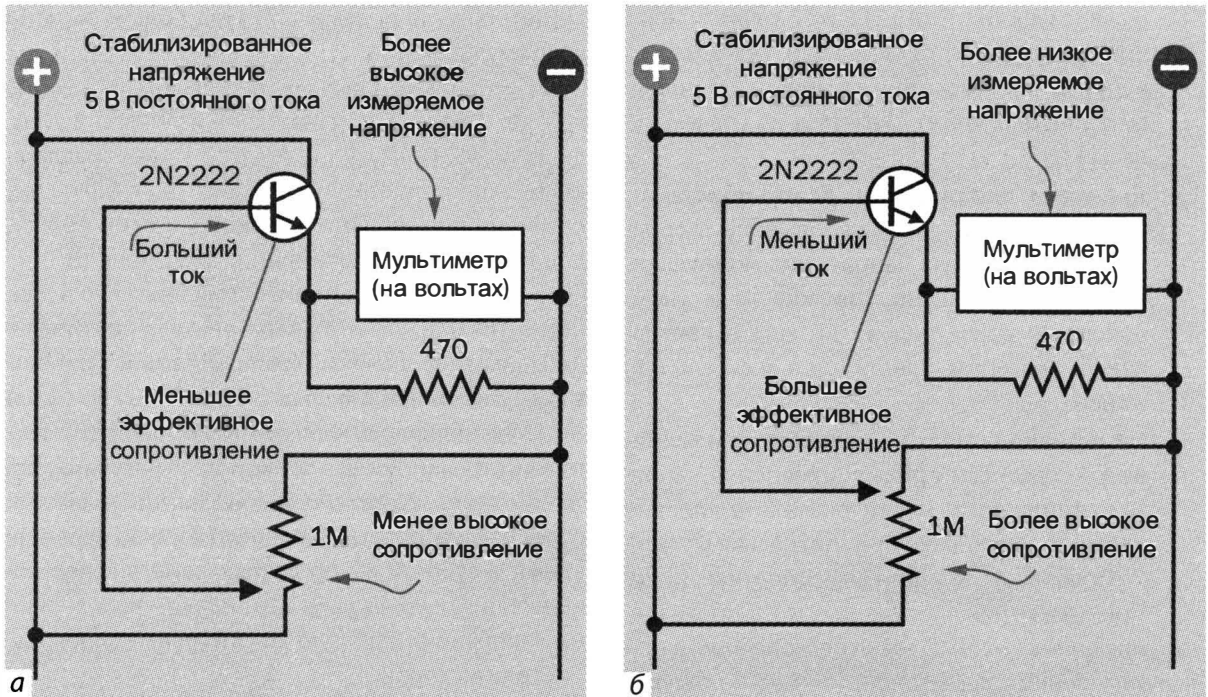 +
Стабилизированное
напряжение
5 В постоянного тока
Более
высокое
измеряемое
напряжение
−
2N2222
Больший
ток
Мультиметр
(на вольтах)
470
Меньшее
эффективное
сопротивление
1М
Менее высокое
сопротивление
а
+
Стабилизированное
напряжение
5 В постоянного тока
Более низкое
измеряемое
напряжение
−
2N2222
Меньший
ток
Мультиметр
(на вольтах)
470
Большее
эффективное
сопротивление
1М
Более высокое
сопротивление
б